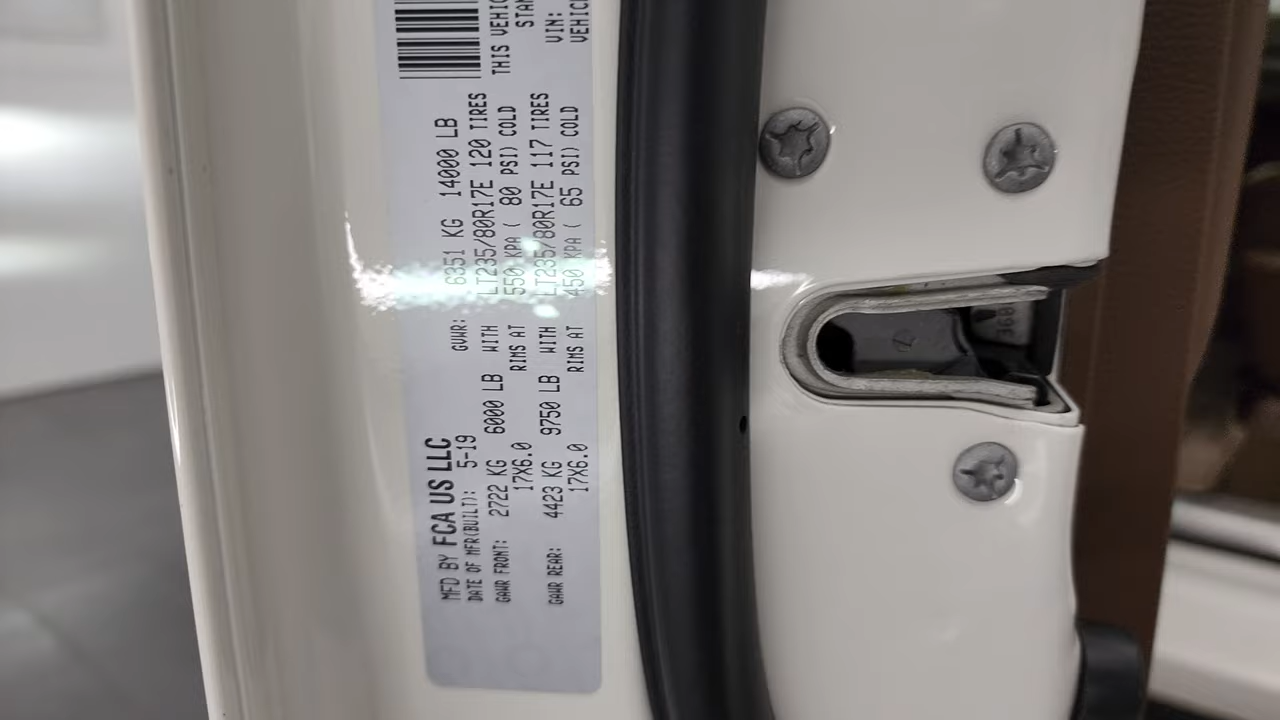 MFD BY FCA US LLC
DATE OF MFR(BUILT): 5-19 GVWR: 6351 KG 14000 LB
GAWR FRONT: 2722 KG 6000 LB WITH LT235/80R17E 120 TIRES THIS VEHIC
17X6.0 RIMS AT 550 KPA ( 80 PSI) COLD STAN
GAWR REAR: 4423 KG 9750 LB WITH LT235/80R17E 117 TIRES VIN:
17X6.0 RIMS AT 450 KPA ( 65 PSI) COLD VEHICL